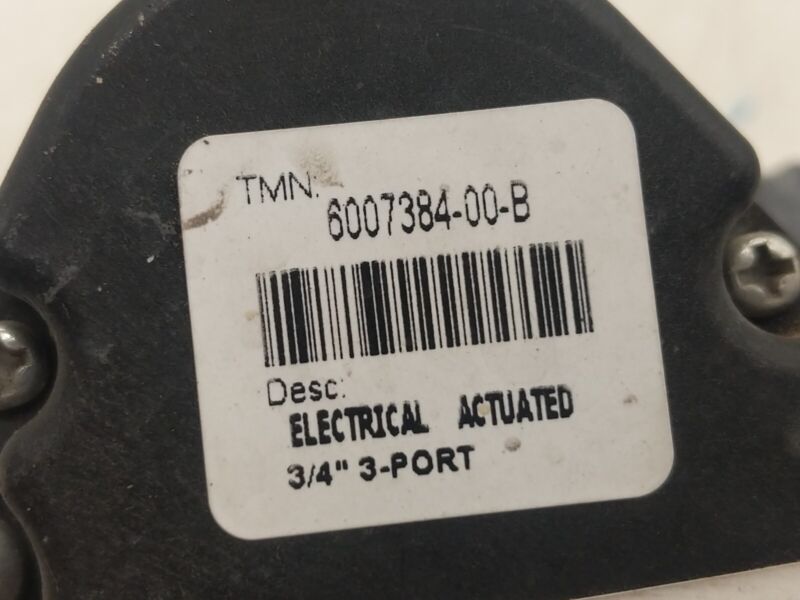 TMN:
6007384-00-B
Desc:
ELECTRICAL ACTUATED
3/4" 3-PORT